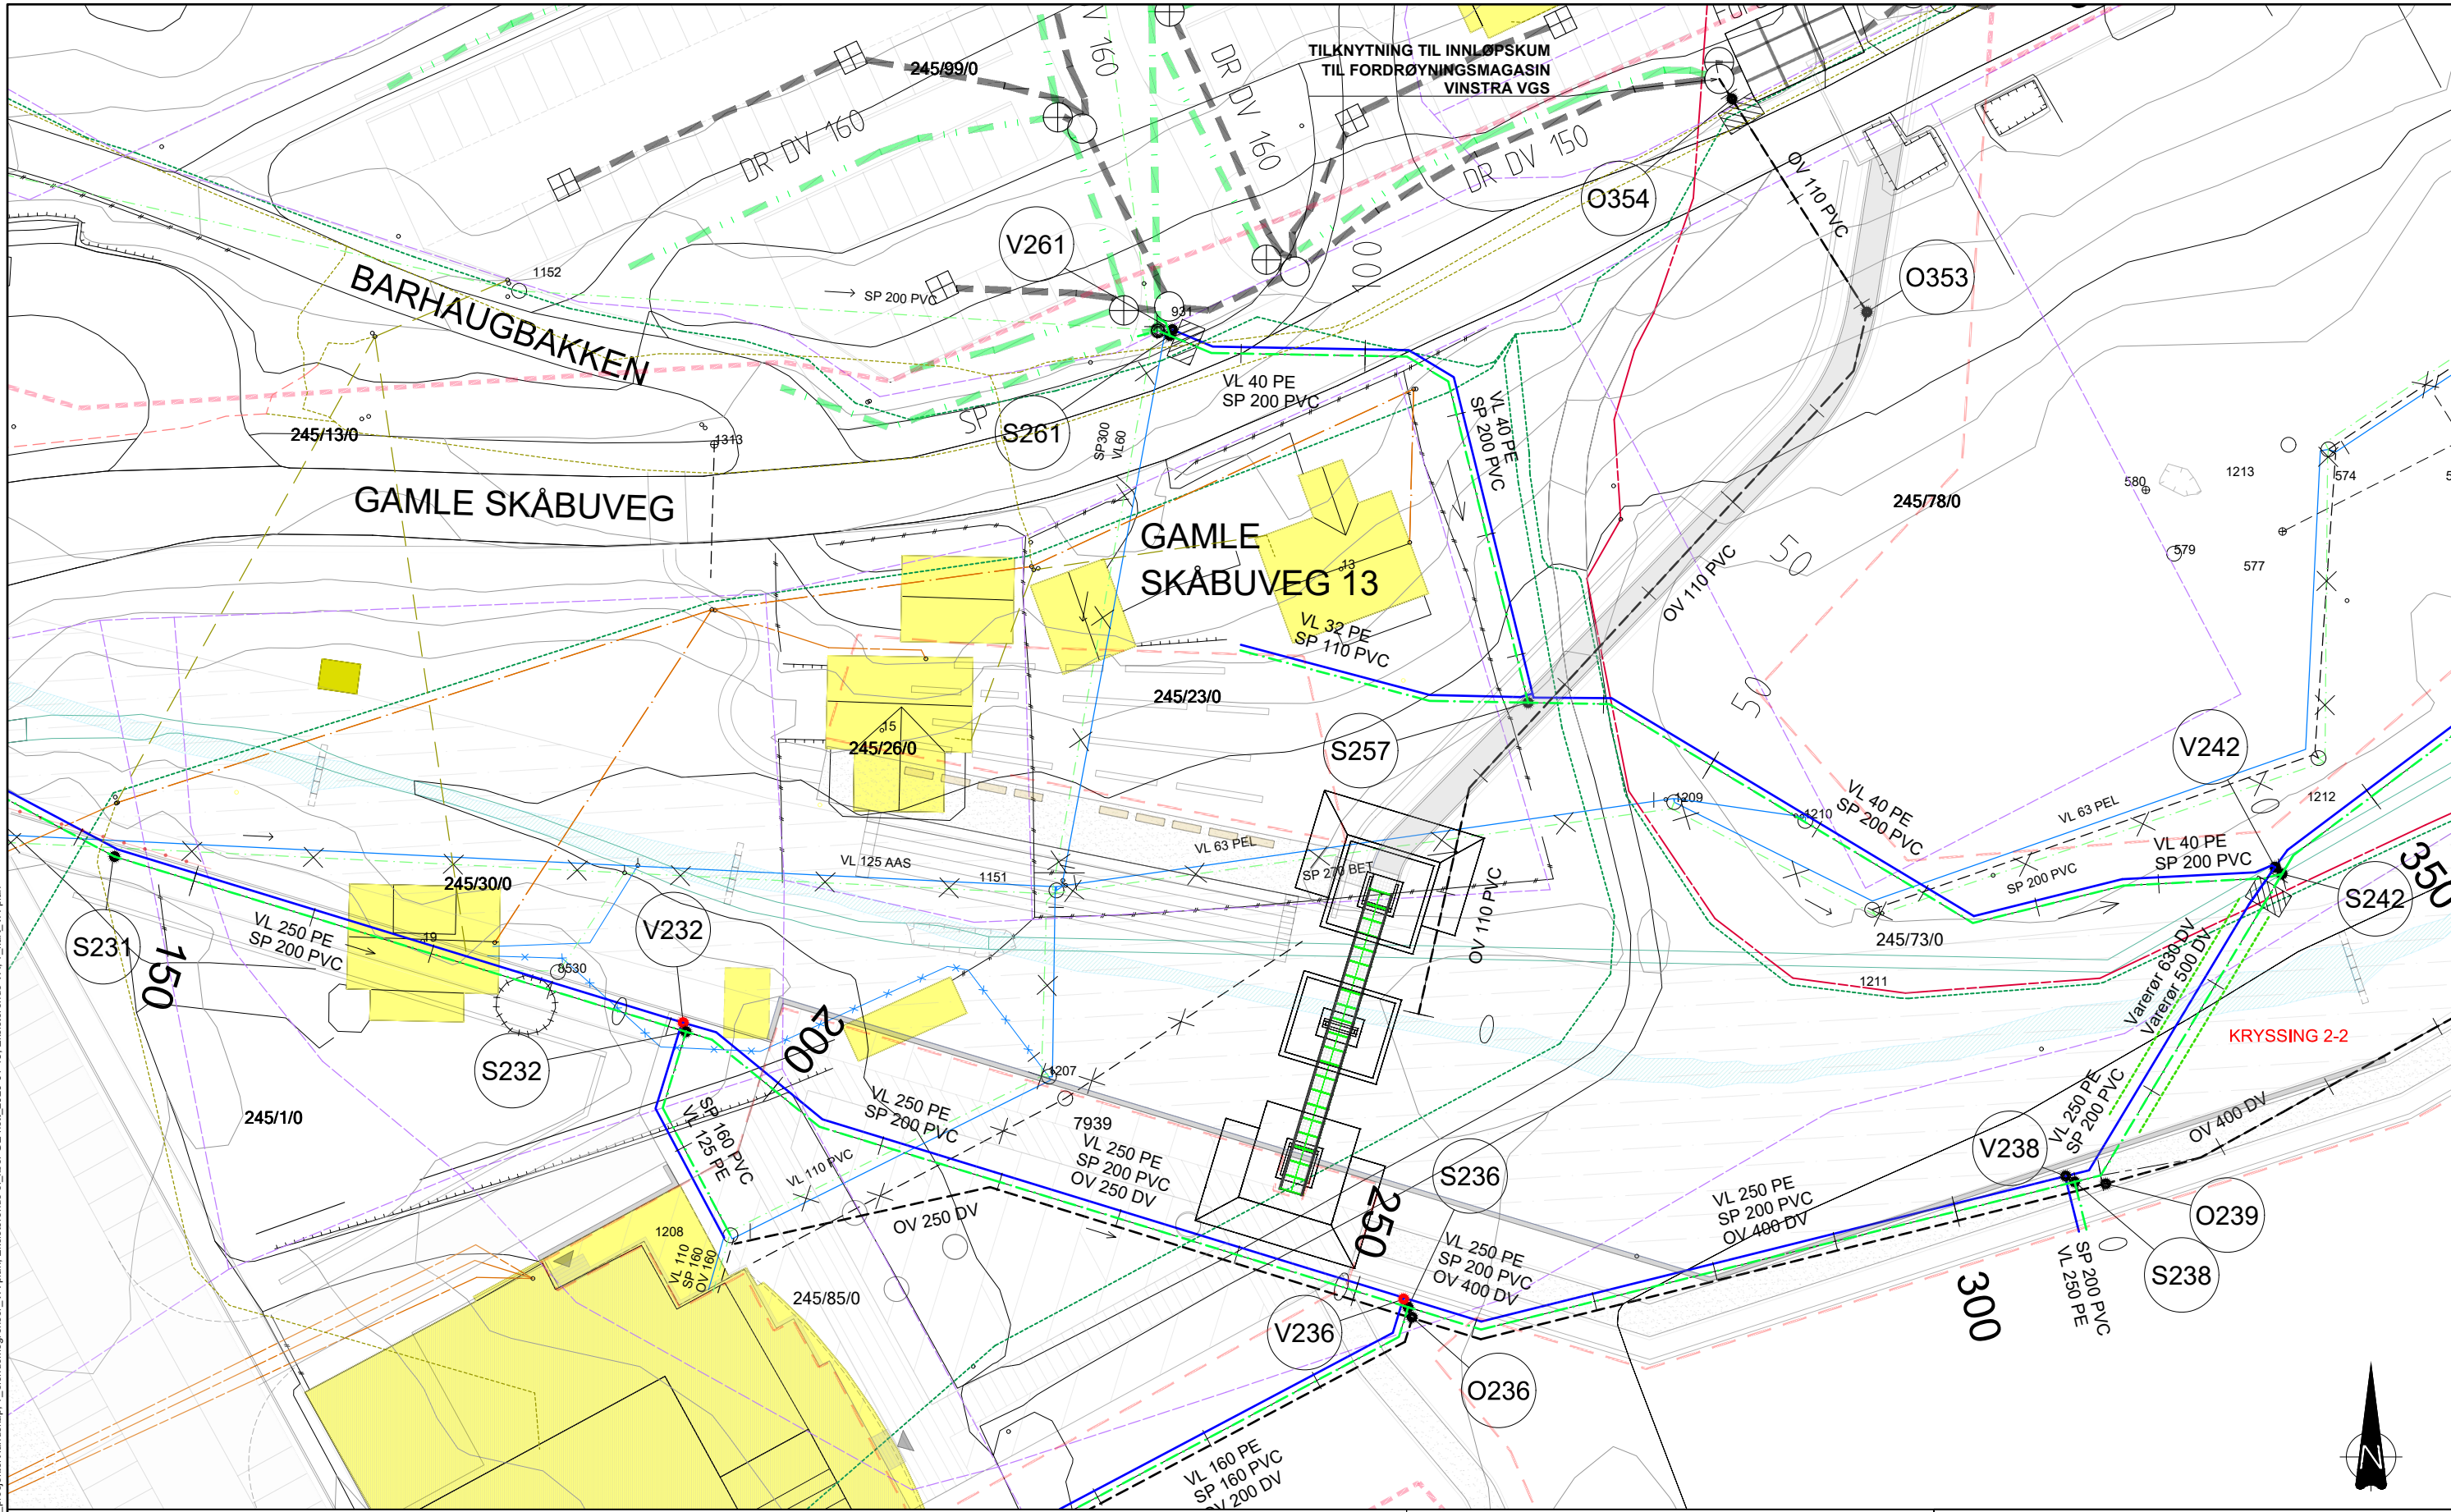 TILKNYTNING TIL INNLØPSKUM
TIL FORDRØYNINGSMAGASIN
VINSTRA VGS
245/99/0
160
DR DV 160
DR DV 160
DR DV 150
O354
OV 110 PVC
V261
O353
1152
SP 200 PVC
931
100
BARHAUGBAKKEN
VL 40 PE
SP 200 PVC
SP
S261
SP300
VL60
VL 40 PE
SP 200 PVC
245/13/0
1313
GAMLE SKÅBUVEG
GAMLE
SKÅBUVEG 13
13
245/78/0
580
1213
574
579
577
50
50
OV 110 PVC
VL 32 PE
SP 110 PVC
245/23/0
15
245/26/0
S257
V242
1209
1210
VL 40 PE
SP 200 PVC
VL 63 PEL
1212
VL 40 PE
SP 200 PVC
SP 200 PVC
350
S242
VL 125 AAS
1151
VL 63 PEL
SP 270 BET
OV 110 PVC
245/30/0
VL 250 PE
SP 200 PVC
19
S231
150
V232
8530
245/73/0
1211
Varerør 630 DV
Varerør 500 DV
KRYSSING 2-2
S232
200
1207
245/1/0
SP 160 PVC
VL 125 PE
VL 250 PE
SP 200 PVC
7939
VL 250 PE
SP 200 PVC
OV 250 DV
VL 110 PVC
OV 250 DV
S236
250
VL 250 PE
SP 200 PVC
OV 400 DV
V238
VL 250 PE
SP 200 PVC
OV 400 DV
VL 250 PE
SP 200 PVC
OV 400 DV
O239
S238
SP 200 PVC
VL 250 PE
300
1208
VL 110
SP 160
OV 160
245/85/0
V236
O236
VL 160 PE
SP 160 PVC
OV 200 DV
N